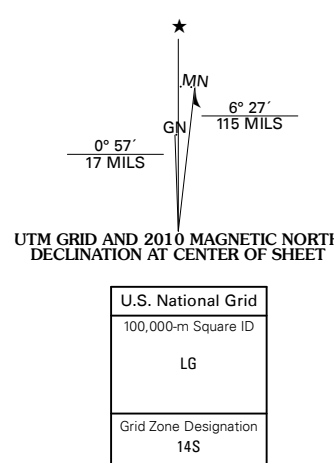 MN
GN
6° 27´
115 MILS
0° 57´
17 MILS
UTM GRID AND 2010 MAGNETIC NORTH
DECLINATION AT CENTER OF SHEET
U.S. National Grid
100,000-m Square ID
LG
Grid Zone Designation
14S